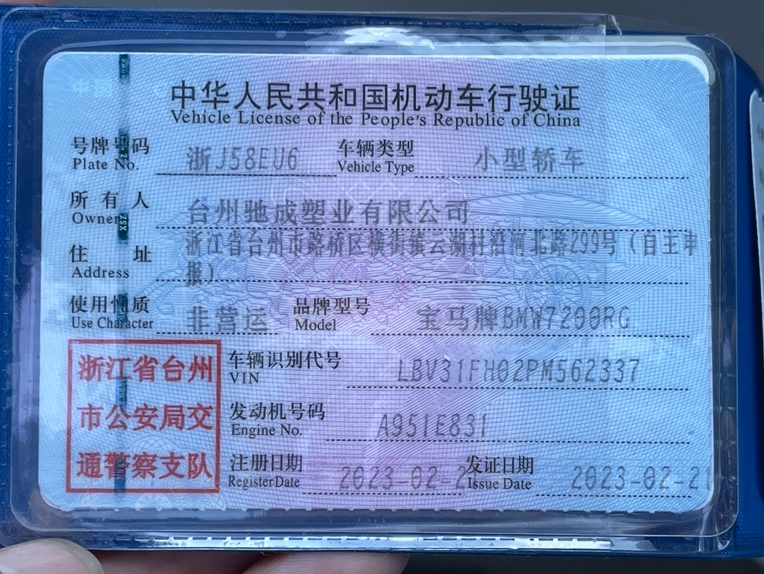 中华人民共和国机动车行驶证
Vehicle License of the People's Republic of China
号牌号码 浙J58EU6 车辆类型 小型轿车
Plate No. Vehicle Type
所有人 台州驰成塑业有限公司
Owner
住址 浙江省台州市路桥区横街镇云湖村沿河北路299号（自主申
Address 报）
使用性质 非营运 品牌型号 宝马牌BMW7200RG
Use Character Model
浙江省台州 车辆识别代号 LBV31FH02PM562337
VIN
市公安局交 发动机号码 A951E831
Engine No.
通警察支队 注册日期 2023-02-2 发证日期 2023-02-21
Register Date Issue Date